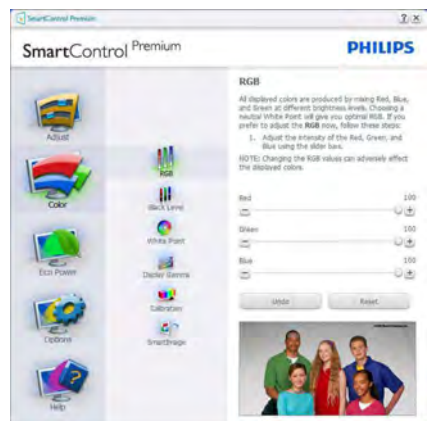 SmartControl Premium
SmartControl Premium
PHILIPS
Adjust
Color
Eco Power
Options
Help
RGB
Black Level
White Point
Display Gamma
Calibration
SmartImage
RGB
All displayed colors are produced by mixing Red, Blue,
and Green at different brightness levels. Choosing a
neutral White Point will give you optimal RGB. If you
prefer to adjust the RGB now, follow these steps:
1. Adjust the intensity of the Red, Green, and
Blue using the slider bars.
NOTE: Changing the RGB values can adversely affect
the displayed colors.
Red 100
Green 100
Blue 100
Undo Reset